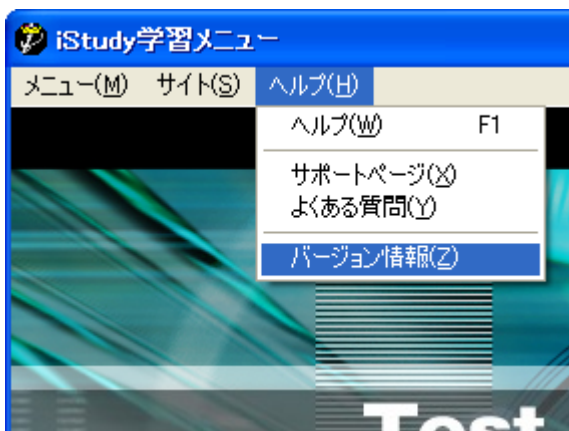 iStudy学習メニュー
メニュー(M) サイト(S) ヘルプ(H)
ヘルプ(W) F1
サポートページ(X)
よくある質問(Y)
バージョン情報(Z)
Test